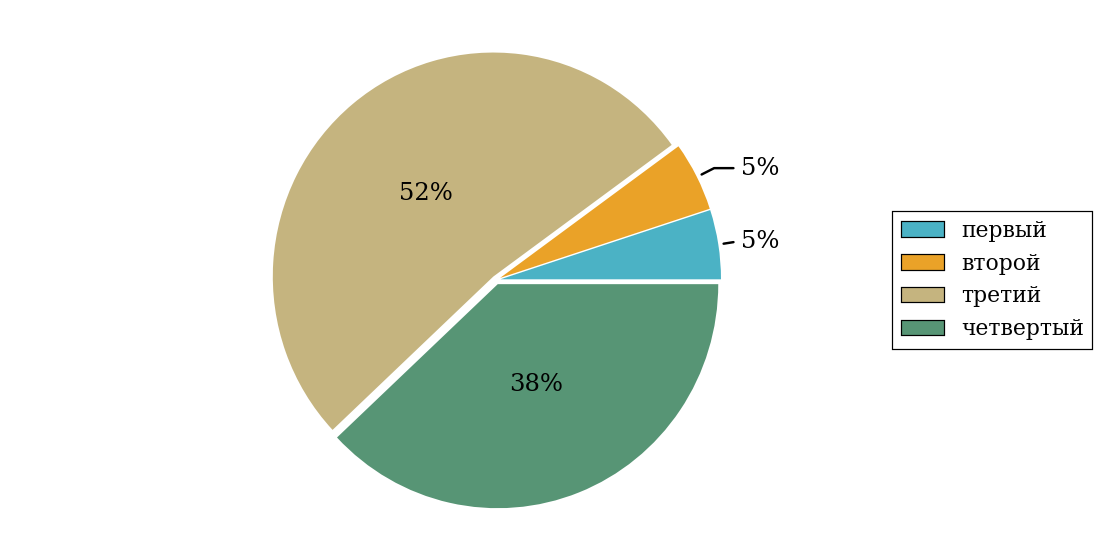 5%
52%
5%
38%
первый
второй
третий
четвертый